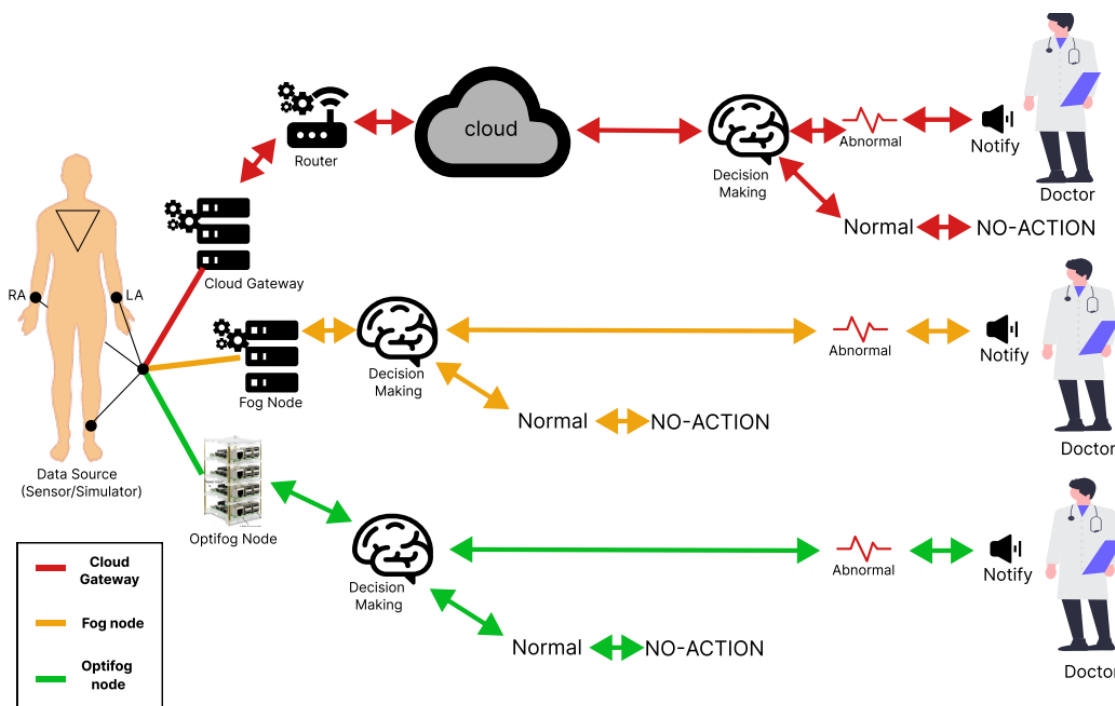 cloud
Router
Abnormal
Notify
Decision
Making
Doctor
Normal
NO-ACTION
Cloud Gateway
RA
LA
Abnormal
Notify
Decision
Making
Fog Node
Normal
NO-ACTION
Doctor
Data Source
(Sensor/Simulator)
Optifog Node
Abnormal
Notify
Decision
Making
Normal
NO-ACTION
Doctor
Cloud
Gateway
Fog node
Optifog
node